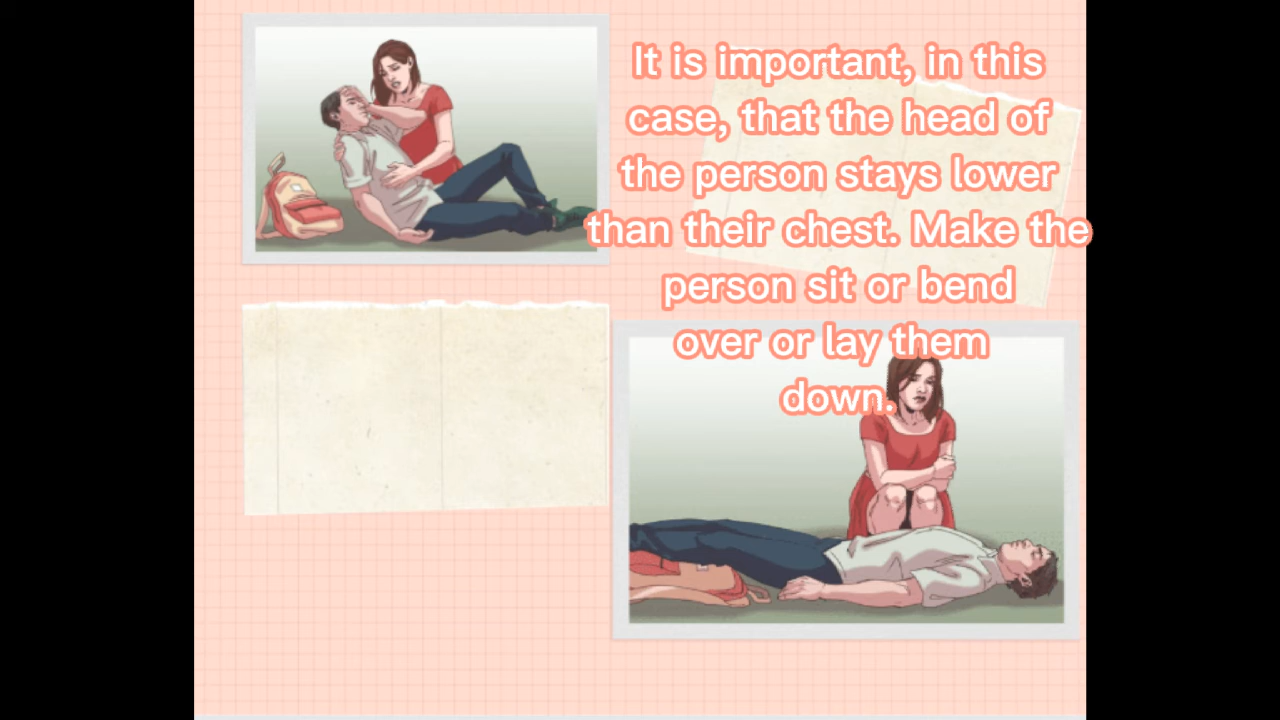 It is important, in this
case, that the head of
the person stays lower
than their chest. Make the
person sit or bend
over or lay them
down.